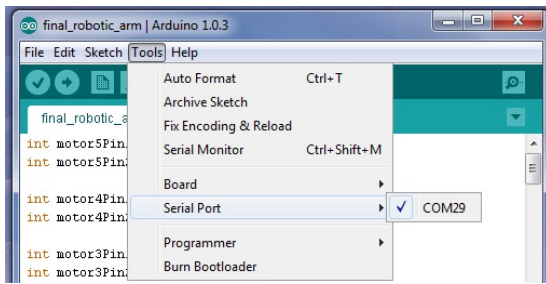 final_robotic_arm | Arduino 1.0.3
File Edit Sketch Tools Help
Auto Format Ctrl+T
Archive Sketch
final_robotic_a
Fix Encoding & Reload
int motor5Pin
Serial Monitor Ctrl+Shift+M
int motor5Pin
Board
int motor4Pin
Serial Port COM29
int motor4Pin
Programmer
int motor3Pin
Burn Bootloader
int motor3Pin